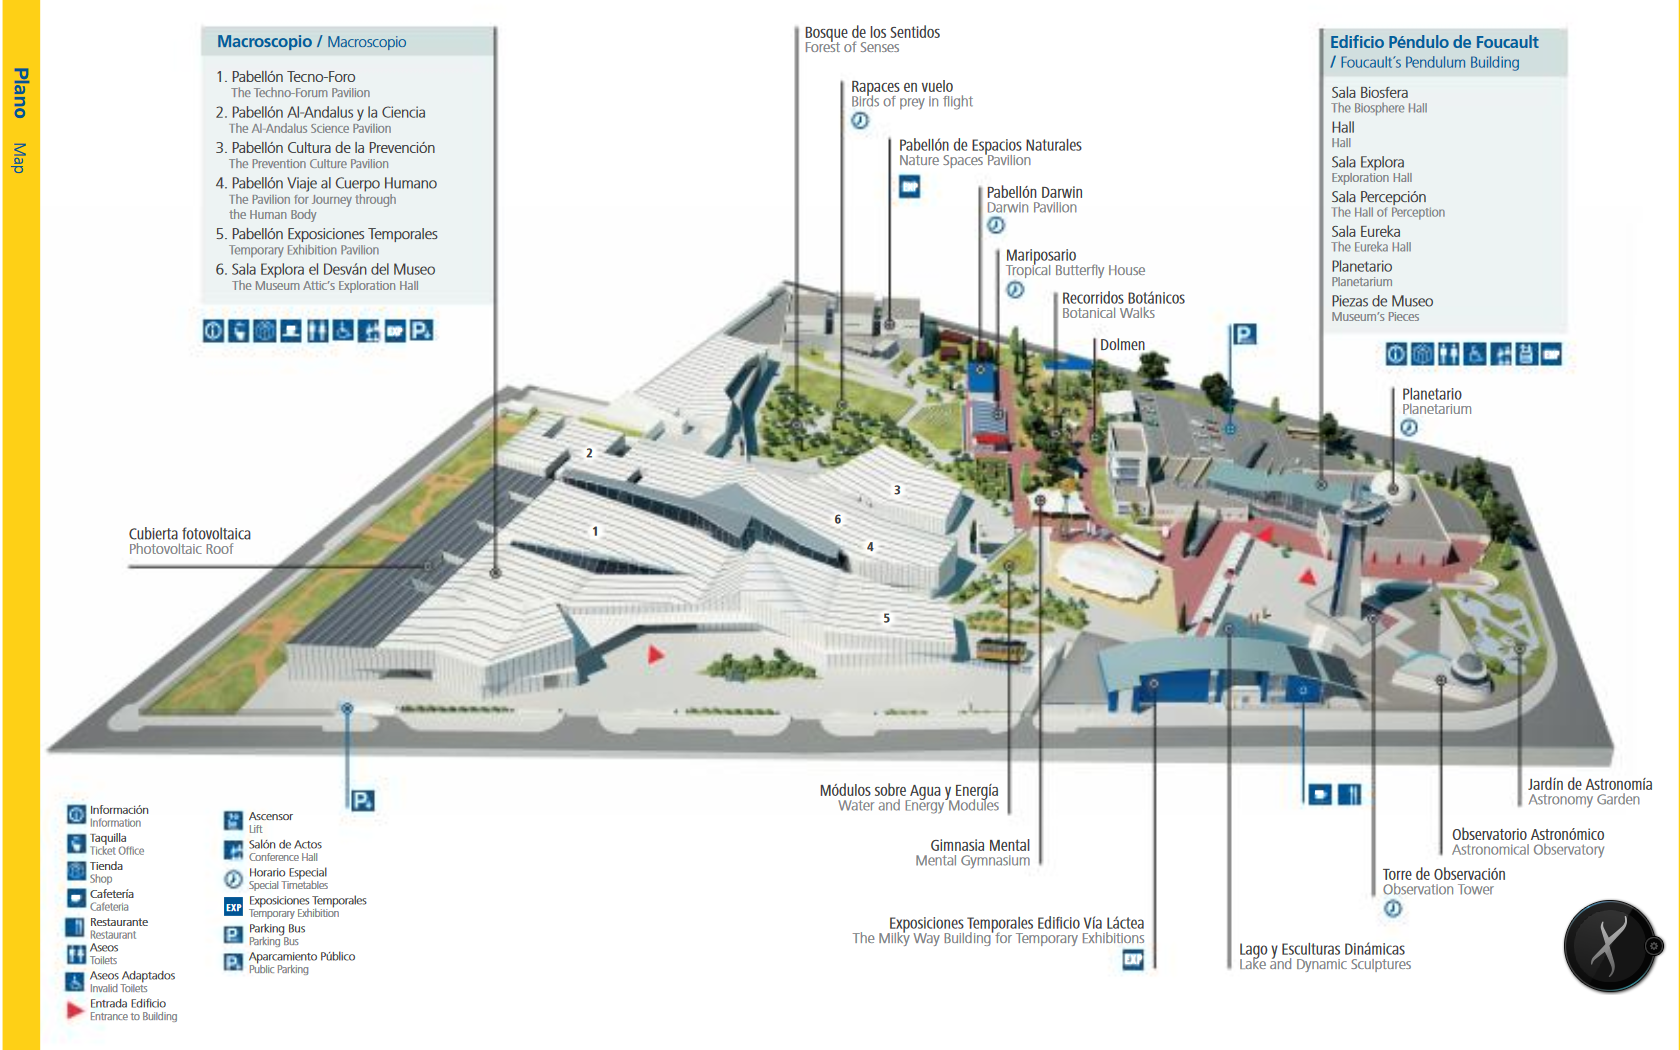 Plano Map
Macroscopio / Macroscopio
1. Pabellón Tecno-Foro
The Techno-Forum Pavilion
2. Pabellón Al-Andalus y la Ciencia
The Al-Andalus Science Pavilion
3. Pabellón Cultura de la Prevención
The Prevention Culture Pavilion
4. Pabellón Viaje al Cuerpo Humano
The Pavilion for Journey through
the Human Body
5. Pabellón Exposiciones Temporales
Temporary Exhibition Pavilion
6. Sala Explora el Desván del Museo
The Museum Attic's Exploration Hall
Bosque de los Sentidos
Forest of Senses
Rapaces en vuelo
Birds of prey in flight
Pabellón de Espacios Naturales
Nature Spaces Pavilion
EXP
Pabellón Darwin
Darwin Pavilion
Mariposario
Tropical Butterfly House
Recorridos Botánicos
Botanical Walks
Dolmen
P
Edificio Péndulo de Foucault
/ Foucault´s Pendulum Building
Sala Biosfera
The Biosphere Hall
Hall
Hall
Sala Explora
Exploration Hall
Sala Percepción
The Hall of Perception
Sala Eureka
The Eureka Hall
Planetario
Planetarium
Piezas de Museo
Museum's Pieces
Planetario
Planetarium
2
3
6
1
4
5
Cubierta fotovoltaica
Photovoltaic Roof
P
Módulos sobre Agua y Energía
Water and Energy Modules
Gimnasia Mental
Mental Gymnasium
Exposiciones Temporales Edificio Vía Láctea
The Milky Way Building for Temporary Exhibitions
EXP
Lago y Esculturas Dinámicas
Lake and Dynamic Sculptures
Torre de Observación
Observation Tower
Observatorio Astronómico
Astronomical Observatory
Jardín de Astronomía
Astronomy Garden
Información
Information
Taquilla
Ticket Office
Tienda
Shop
Cafetería
Cafeteria
Restaurante
Restaurant
Aseos
Toilets
Aseos Adaptados
Invalid Toilets
Entrada Edificio
Entrance to Building
Ascensor
Lift
Salón de Actos
Conference Hall
Horario Especial
Special Timetables
EXP Exposiciones Temporales
Temporary Exhibition
P Parking Bus
Parking Bus
P Aparcamiento Público
Public Parking